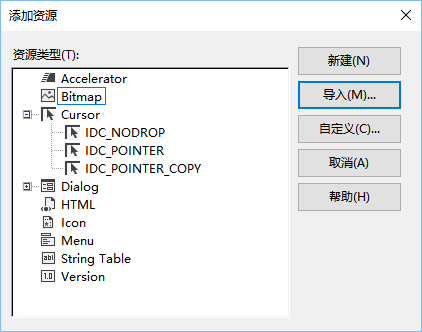 添加资源
资源类型(T):
Accelerator
Bitmap
Cursor
IDC_NODROP
IDC_POINTER
IDC_POINTER_COPY
Dialog
HTML
Icon
Menu
String Table
Version
新建(N)
导入(M)...
自定义(C)...
取消(A)
帮助(H)